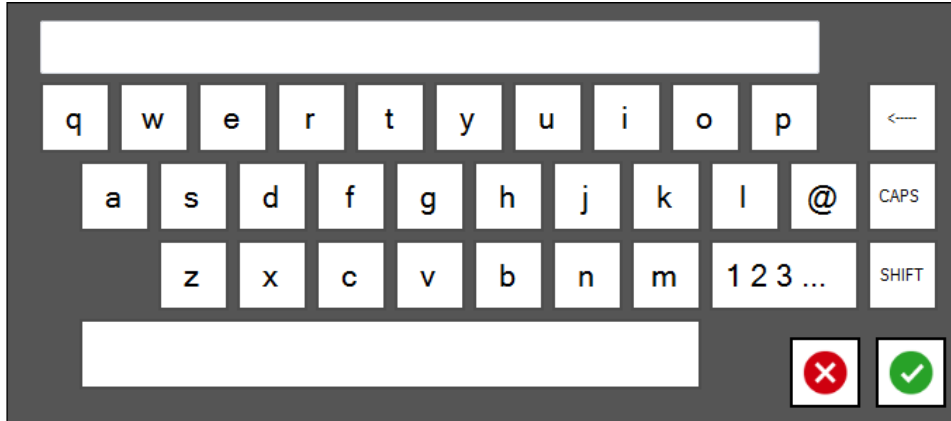 q w e r t y u i o p <-----
a s d f g h j k l @ CAPS
z x c v b n m 1 2 3 ... SHIFT